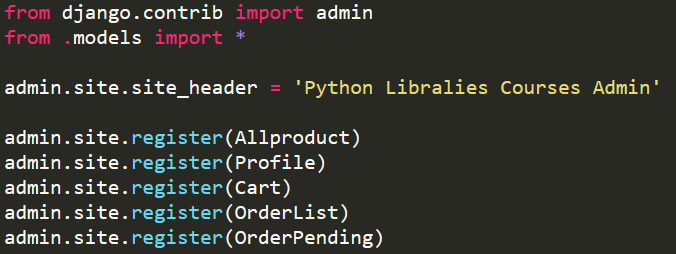 from django.contrib import admin
from .models import *
admin.site.site_header = 'Python Libralies Courses Admin'
admin.site.register(Allproduct)
admin.site.register(Profile)
admin.site.register(Cart)
admin.site.register(OrderList)
admin.site.register(OrderPending)